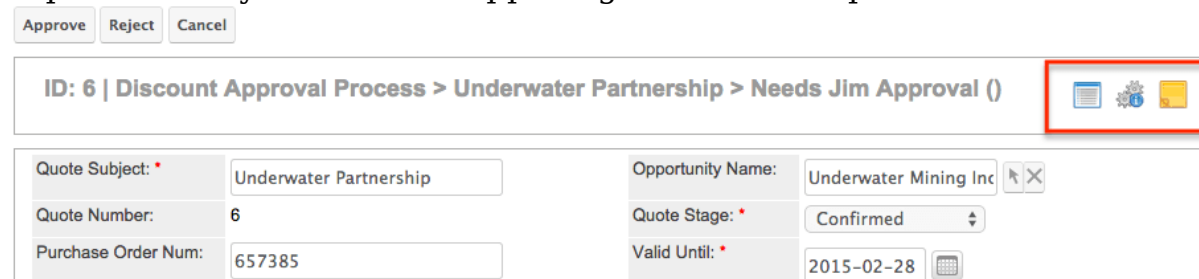 Approve Reject Cancel
ID: 6 | Discount Approval Process > Underwater Partnership > Needs Jim Approval ()
Quote Subject: * Underwater Partnership Opportunity Name: Underwater Mining Inc
Quote Number: 6 Quote Stage: * Confirmed
Purchase Order Num: 657385 Valid Until: * 2015-02-28